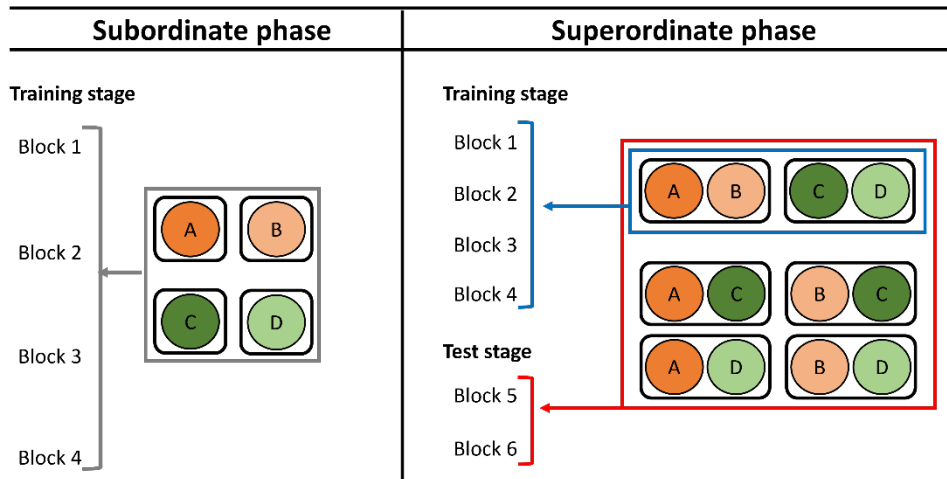 Subordinate phase
Training stage
Block 1
Block 2
Block 3
Block 4
A
B
C
D
Superordinate phase
Training stage
Block 1
Block 2
Block 3
Block 4
Test stage
Block 5
Block 6
A B C D
A C B C
A D B D